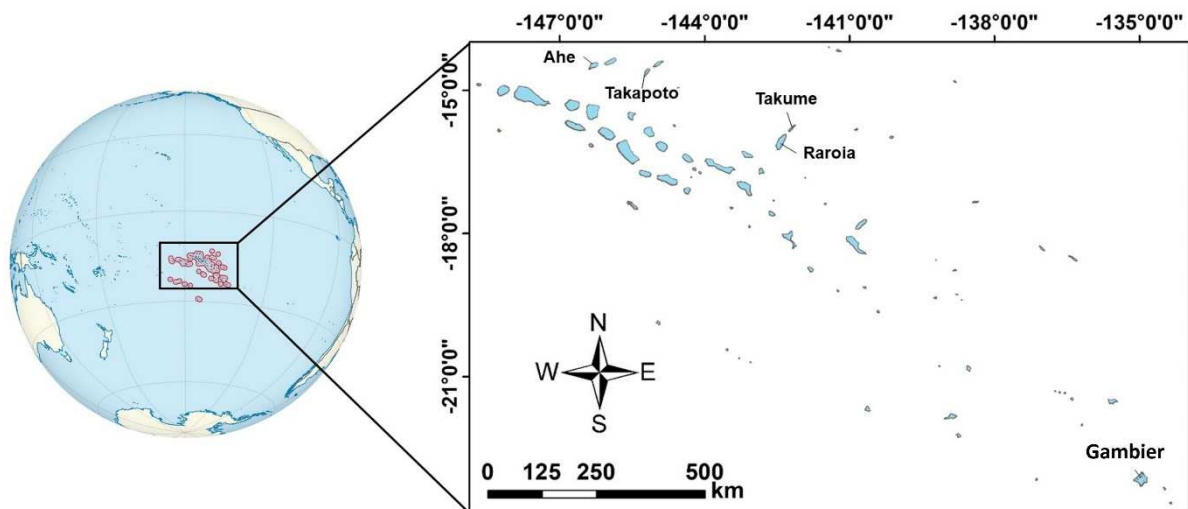 -147°0'0" -144°0'0" -141°0'0" -138°0'0" -135°0'0"
Ahe
Takapoto
-15°0'0"
Takume
Raroia
-18°0'0"
N
W E
S
-21°0'0"
Gambier
0 125 250 500
km